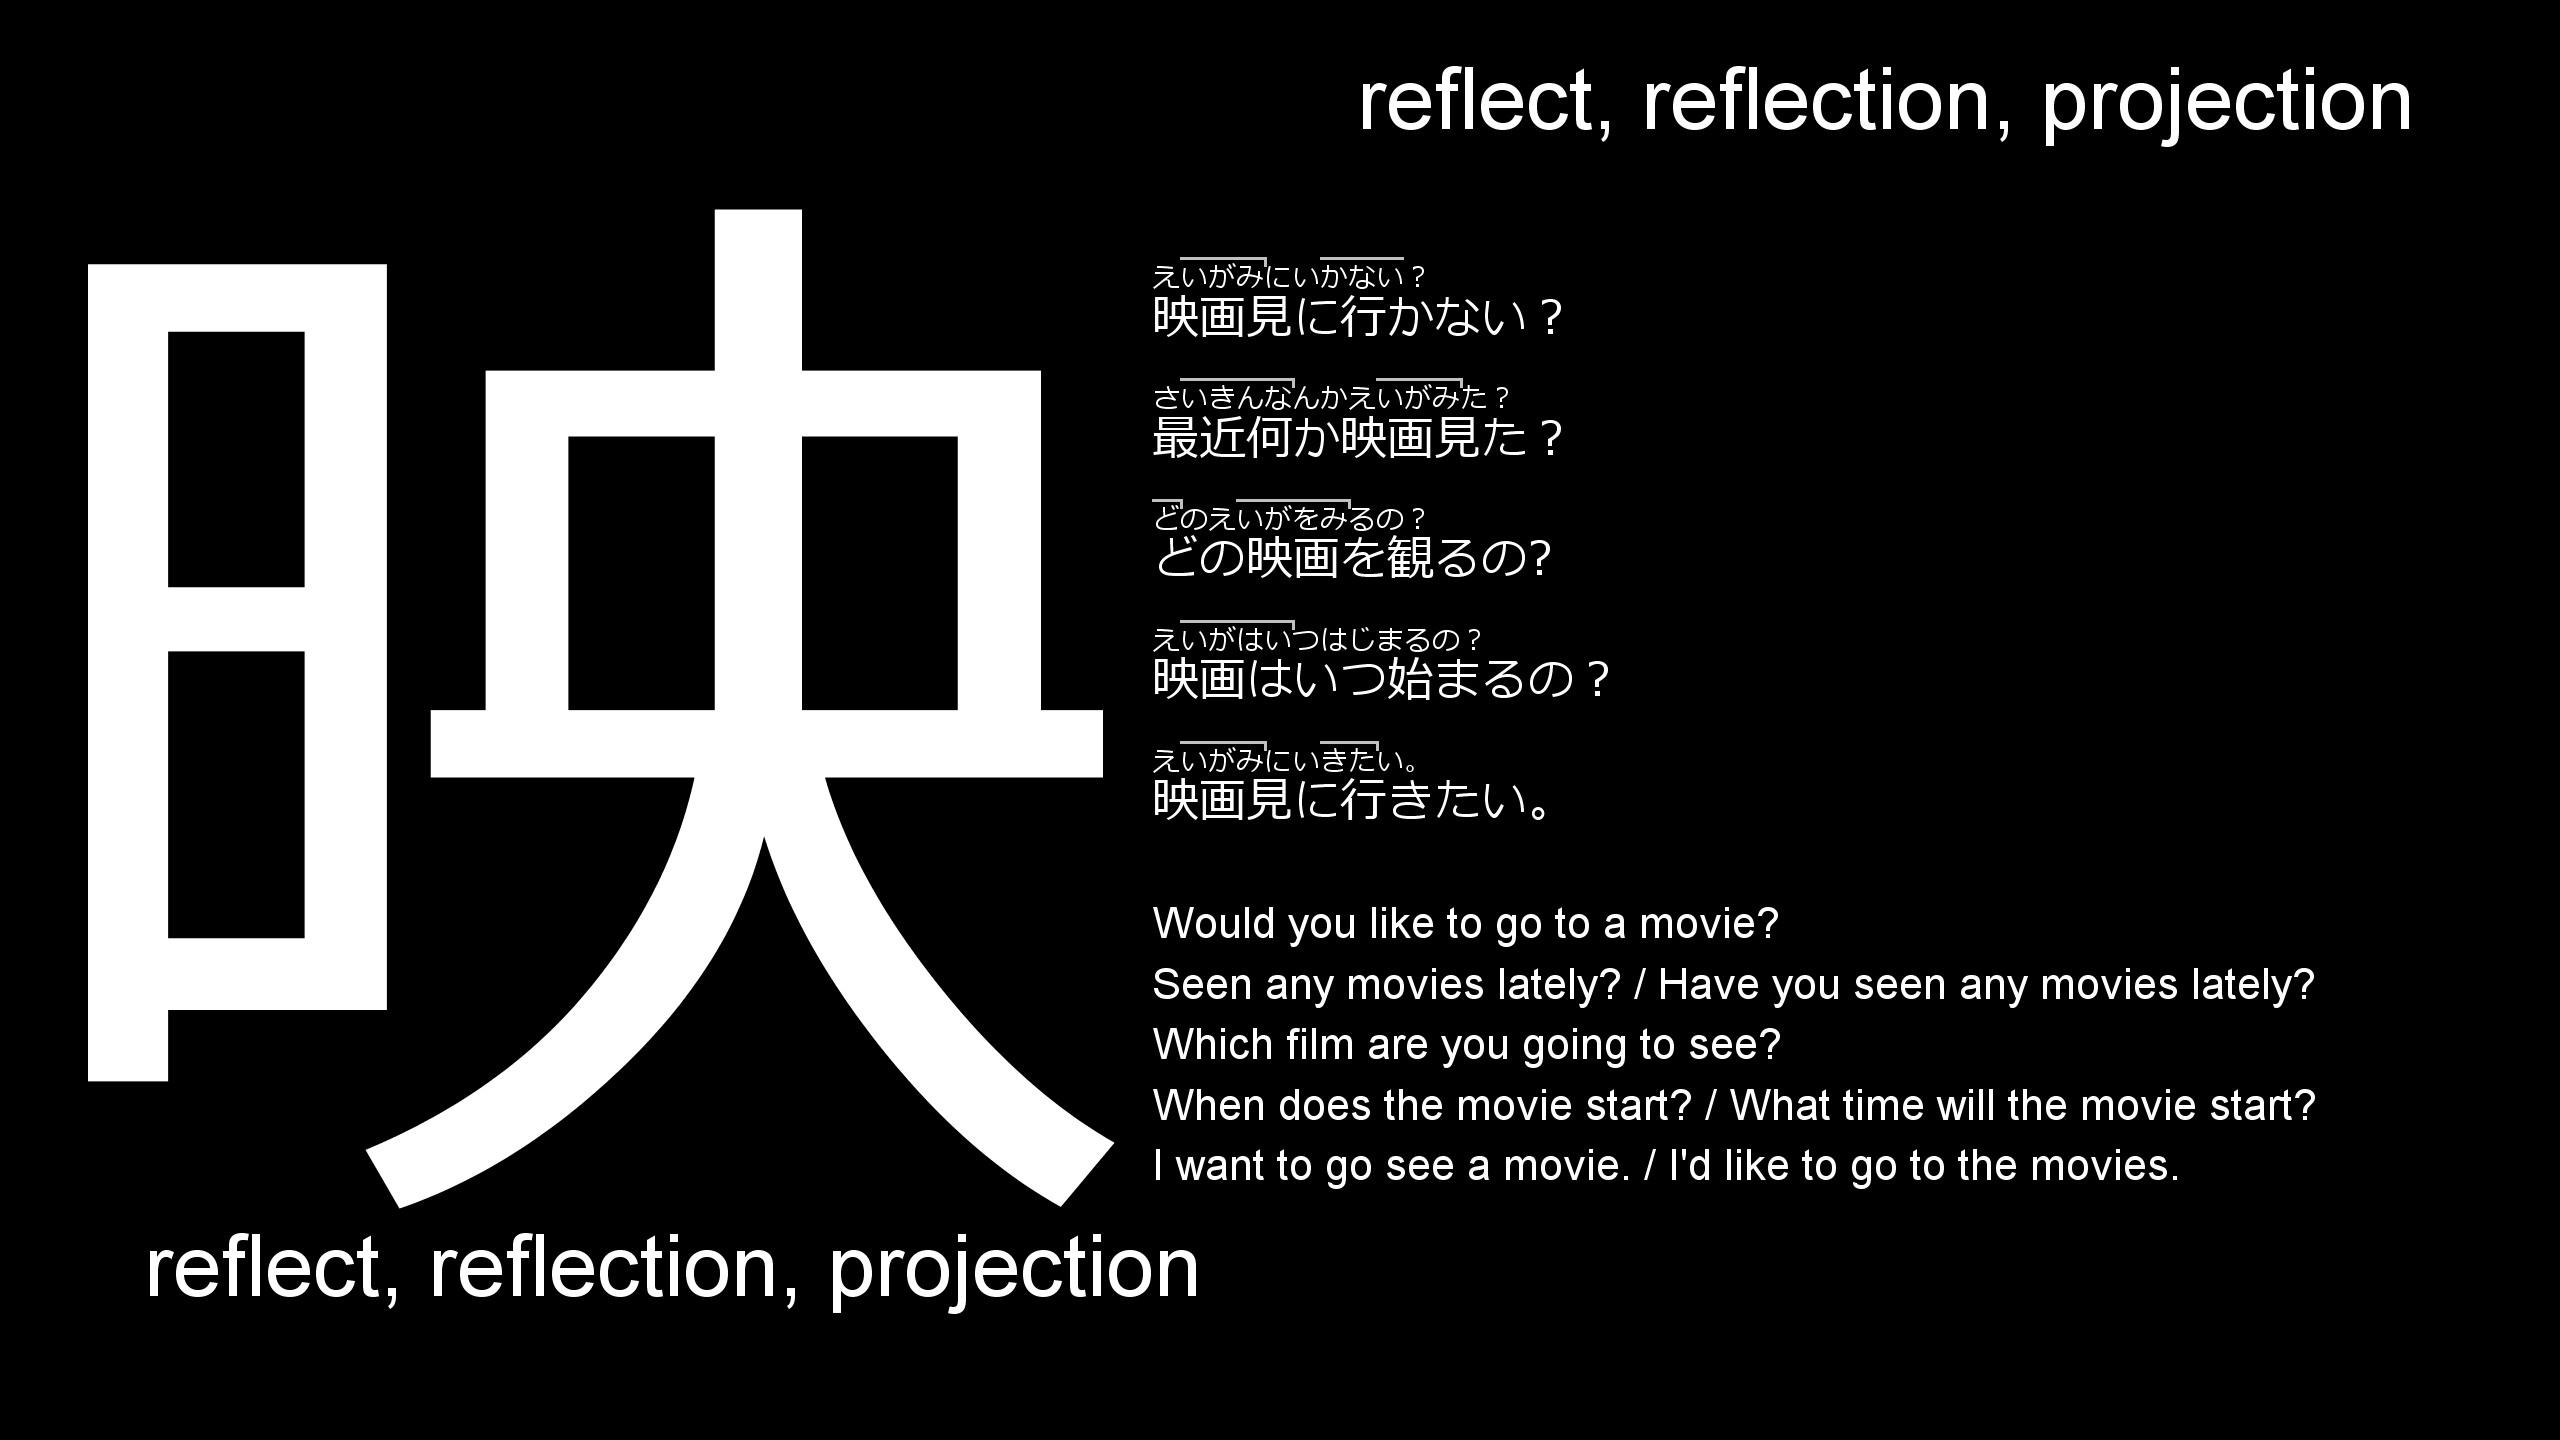 reflect, reflection, projection
映
えいがみにいかない？
映画見に行かない？
さいきんなんかえいがみた？
最近何か映画見た？
どのえいがをみるの？
どの映画を観るの?
えいがはいつはじまるの？
映画はいつ始まるの？
えいがみにいきたい。
映画見に行きたい。
Would you like to go to a movie?
Seen any movies lately? / Have you seen any movies lately?
Which film are you going to see?
When does the movie start? / What time will the movie start?
I want to go see a movie. / I'd like to go to the movies.
reflect, reflection, projection